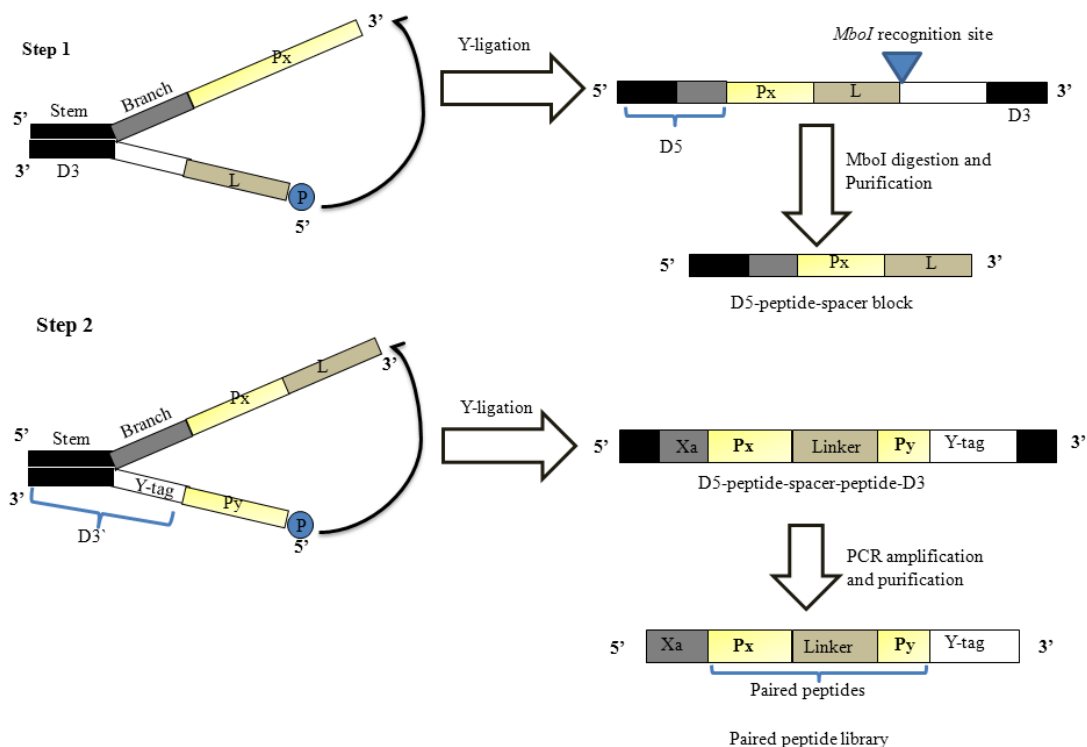 Step 1
3’
Px
Branch
Stem
5’
3’
D3
L
P
5’
Y-ligation
MboI recognition site
5’
Px
L
3’
D5
D3
MboI digestion and
Purification
5’
Px
L
3’
D5-peptide-spacer block
Step 2
L
3’
Px
Branch
5’
Stem
3’
Y-tag
Py
P
5’
D3`
Y-ligation
5’
Xa
Px
Linker
Py
Y-tag
3’
D5-peptide-spacer-peptide-D3
PCR amplification
and purification
5’
Xa
Px
Linker
Py
Y-tag
3’
Paired peptides
Paired peptide library